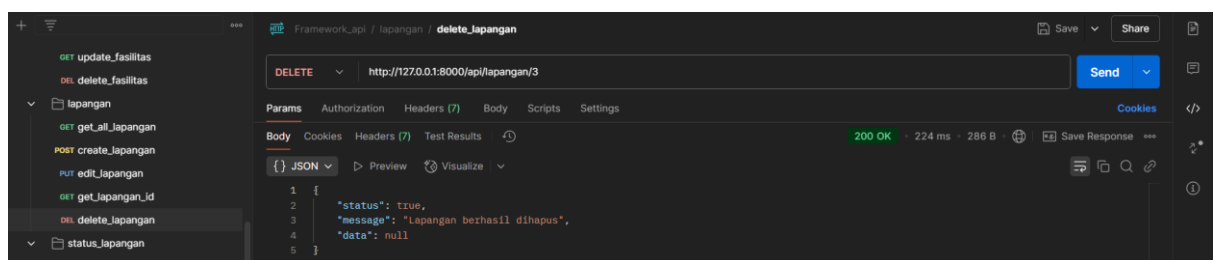 HTTP Framework_api / lapangan / delete_lapangan Save Share
GET update_fasilitas
DEL delete_fasilitas
DELETE http://127.0.0.1:8000/api/lapangan/3 Send
lapangan
Params Authorization Headers (7) Body Scripts Settings Cookies
GET get_all_lapangan
Body Cookies Headers (7) Test Results 200 OK 224 ms 286 B Save Response
POST create_lapangan
{} JSON Preview Visualize
PUT edit_lapangan
GET get_lapangan_id
DEL delete_lapangan
status_lapangan
1 {
2 "status": true,
3 "message": "Lapangan berhasil dihapus",
4 "data": null
5 }